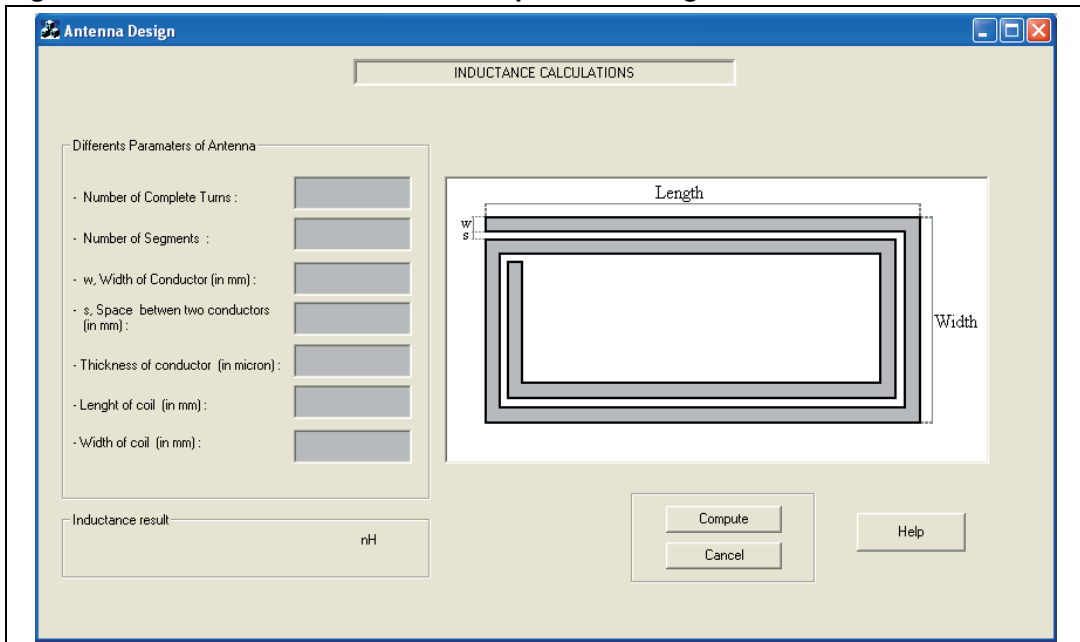 Antenna Design
INDUCTANCE CALCULATIONS
Differents Paramaters of Antenna
- Number of Complete Turns :
- Number of Segments :
- w, Width of Conductor (in mm) :
- s, Space betwen two conductors
(in mm) :
- Thickness of conductor (in micron) :
- Lenght of coil (in mm) :
- Width of coil (in mm) :
Length
w
s
Width
Inductance result
nH
Compute
Cancel
Help